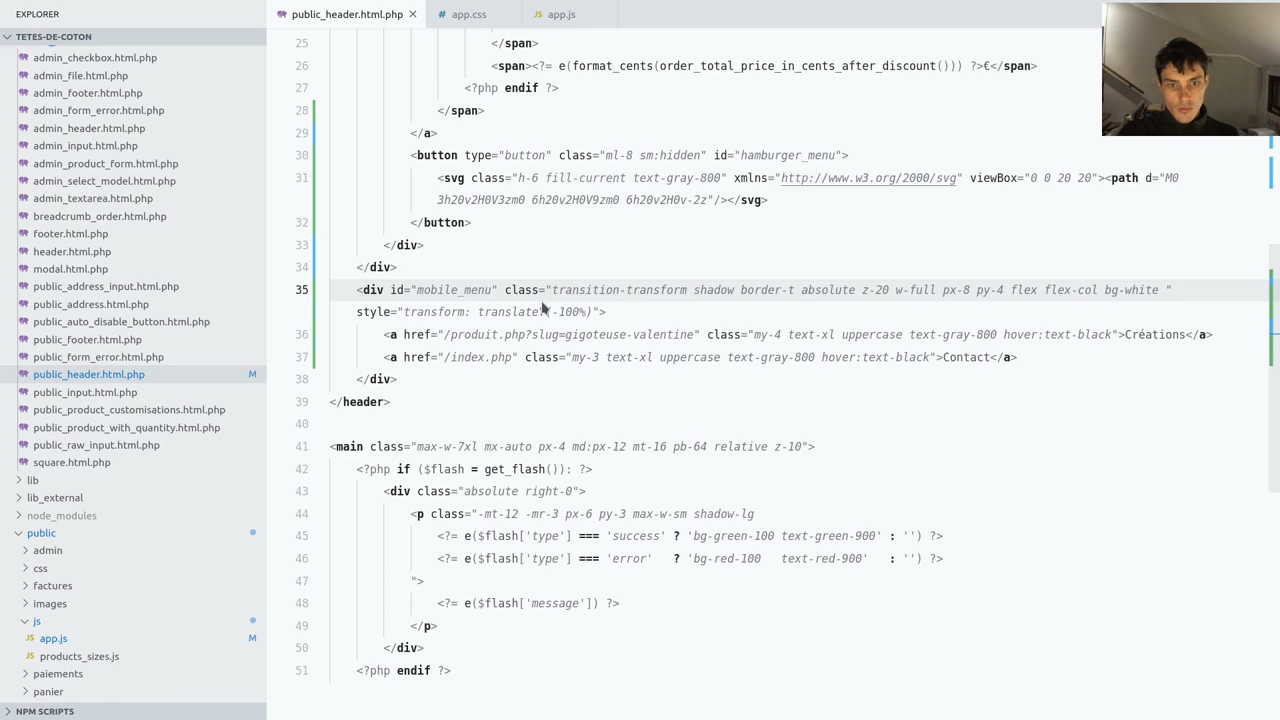 EXPLORER
public_header.html.php
app.css
JS app.js
TETES-DE-COTON
admin_checkbox.html.php
admin_file.html.php
admin_footer.html.php
admin_form_error.html.php
admin_header.html.php
admin_input.html.php
admin_product_form.html.php
admin_select_model.html.php
admin_textarea.html.php
breadcrumb_order.html.php
footer.html.php
header.html.php
modal.html.php
public_address_input.html.php
public_address.html.php
public_auto_disable_button.html.php
public_footer.html.php
public_form_error.html.php
public_header.html.php M
public_input.html.php
public_product_customisations.html.php
public_product_with_quantity.html.php
public_raw_input.html.php
square.html.php
lib
lib_external
node_modules
public
admin
css
factures
images
js
JS app.js M
JS products_sizes.js
paiements
panier
NPM SCRIPTS
25 </span>
26 <span><?= e(format_cents(order_total_price_in_cents_after_discount())) ?>€</span>
27 <?php endif ?>
28 </span>
29 </a>
30 <button type="button" class="ml-8 sm:hidden" id="hamburger_menu">
31 <svg class="h-6 fill-current text-gray-800" xmlns="http://www.w3.org/2000/svg" viewBox="0 0 20 20"><path d="M0
3h20v2H0V3zm0 6h20v2H0V9zm0 6h20v2H0v-2z"/></svg>
32 </button>
33 </div>
34 </div>
35 <div id="mobile_menu" class="transition-transform shadow border-t absolute z-20 w-full px-8 py-4 flex flex-col bg-white "
style="transform: translateY(-100%)">
36 <a href="/produit.php?slug=gigoteuse-valentine" class="my-4 text-xl uppercase text-gray-800 hover:text-black">Créations</a>
37 <a href="/index.php" class="my-3 text-xl uppercase text-gray-800 hover:text-black">Contact</a>
38 </div>
39 </header>
40
41 <main class="max-w-7xl mx-auto px-4 md:px-12 mt-16 pb-64 relative z-10">
42 <?php if ($flash = get_flash()): ?>
43 <div class="absolute right-0">
44 <p class="-mt-12 -mr-3 px-6 py-3 max-w-sm shadow-lg
45 <?= e($flash['type'] === 'success' ? 'bg-green-100 text-green-900' : '') ?>
46 <?= e($flash['type'] === 'error' ? 'bg-red-100 text-red-900' : '') ?>
47 ">
48 <?= e($flash['message']) ?>
49 </p>
50 </div>
51 <?php endif ?>